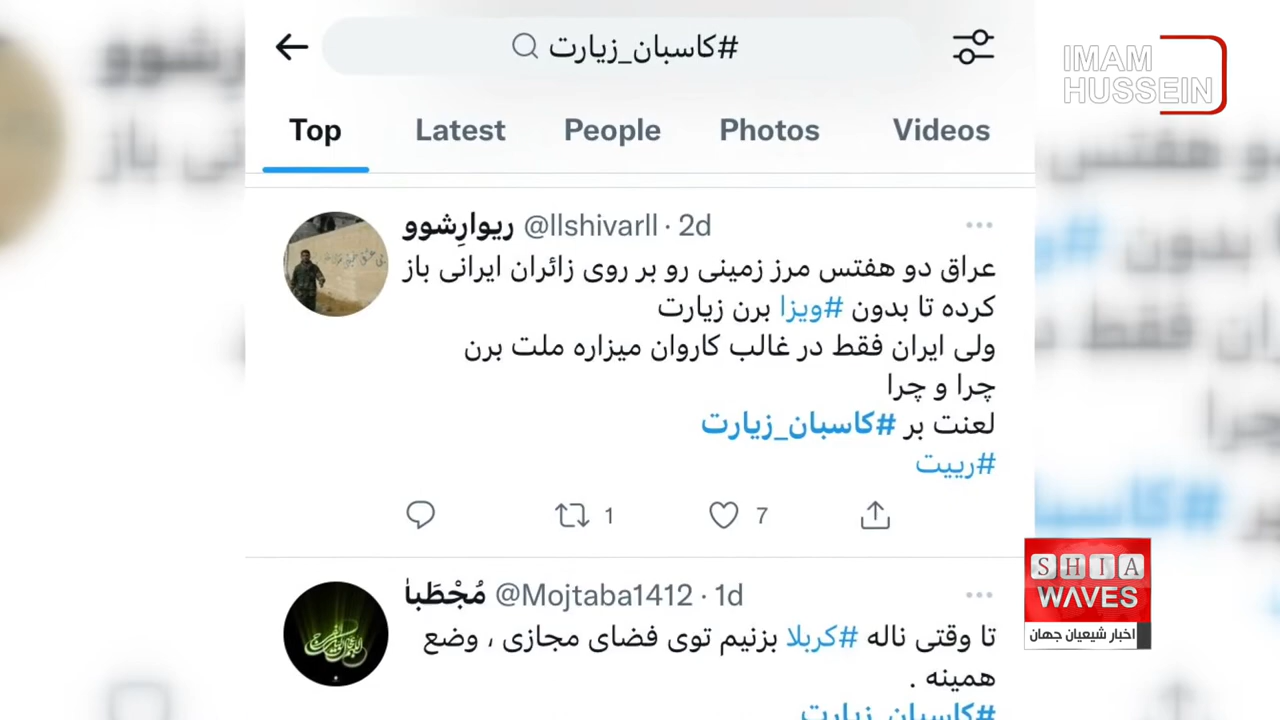 #کاسبان_زیارت
IMAM
HUSSEIN
Top Latest People Photos Videos
ریوارِشوو @llshivarll · 2d
عراق دو هفتس مرز زمینی رو بر روی زائران ایرانی باز
کرده تا بدون #ویزا برن زیارت
ولی ایران فقط در غالب کاروان میزاره ملت برن
چرا و چرا
لعنت بر #کاسبان_زیارت
#رییت
1 7
SHIA
WAVES
اخبار شیعیان جهان
مُجْطَباٰ @Mojtaba1412 · 1d
تا وقتی ناله #کربلا بزنیم توی فضای مجازی ، وضع
همینه .
#کاسبان_زیارت